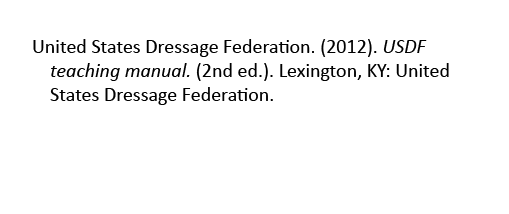 United States Dressage Federation. (2012). USDF
teaching manual. (2nd ed.). Lexington, KY: United
States Dressage Federation.